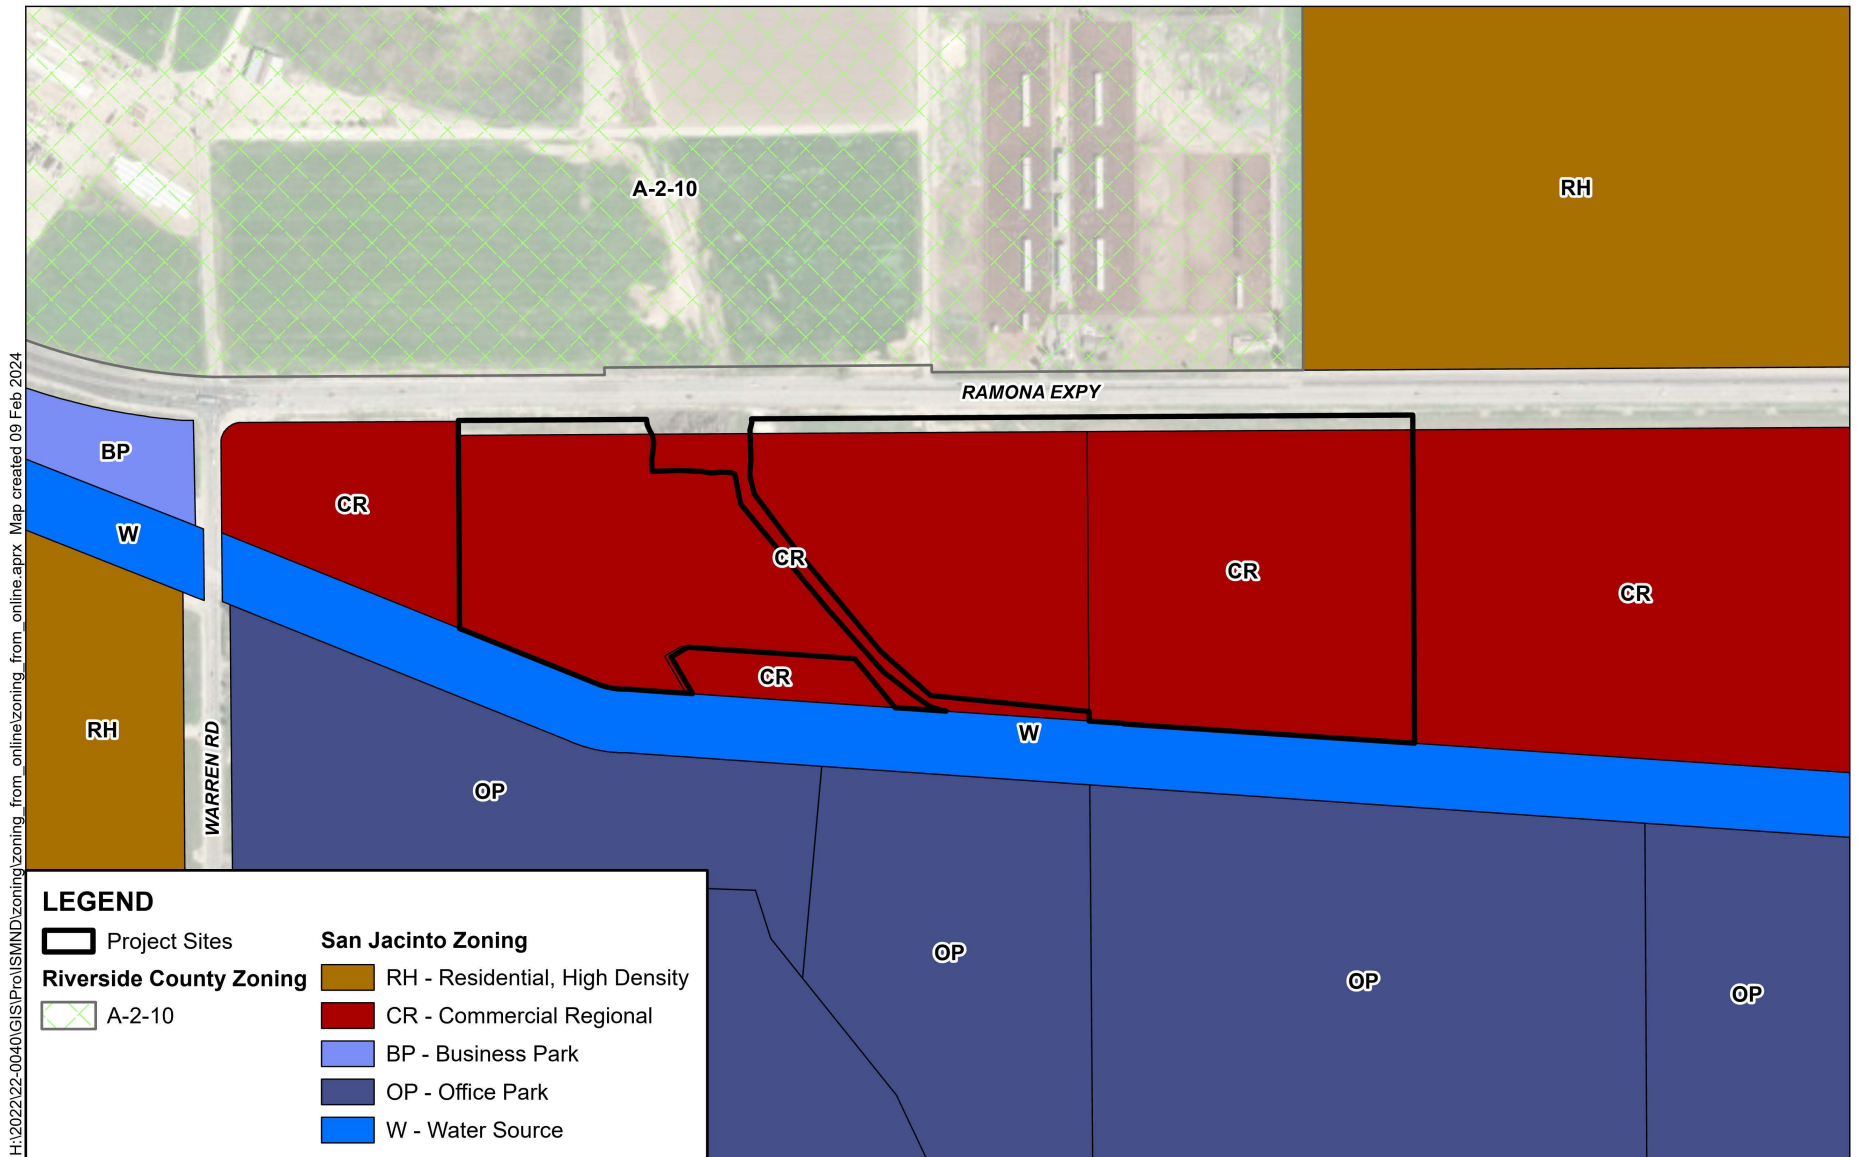 A-2-10
RH
RAMONA EXPY
BP
W
CR
CR
CR
CR
CR
W
RH
WARREN RD
OP
OP
OP
OP
LEGEND
Project Sites
Riverside County Zoning
A-2-10
San Jacinto Zoning
RH - Residential, High Density
CR - Commercial Regional
BP - Business Park
OP - Office Park
W - Water Source
H:\2022\22-0040\GIS\Pro\ISMND\zoning\zoning_from_online\zoning_from_online.aprx Map created 09 Feb 2024